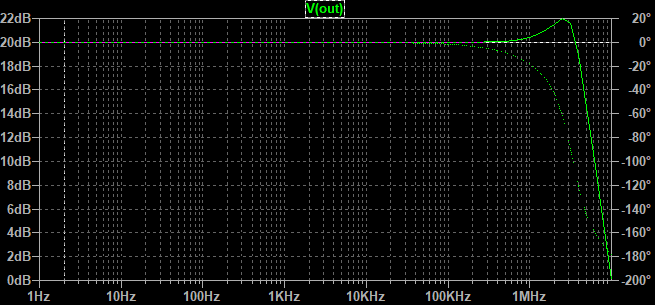 V(out)
22dB 20°
20dB 0°
18dB -20°
16dB -40°
14dB -60°
12dB -80°
10dB -100°
8dB -120°
6dB -140°
4dB -160°
2dB -180°
0dB -200°
1Hz 10Hz 100Hz 1KHz 10KHz 100KHz 1MHz